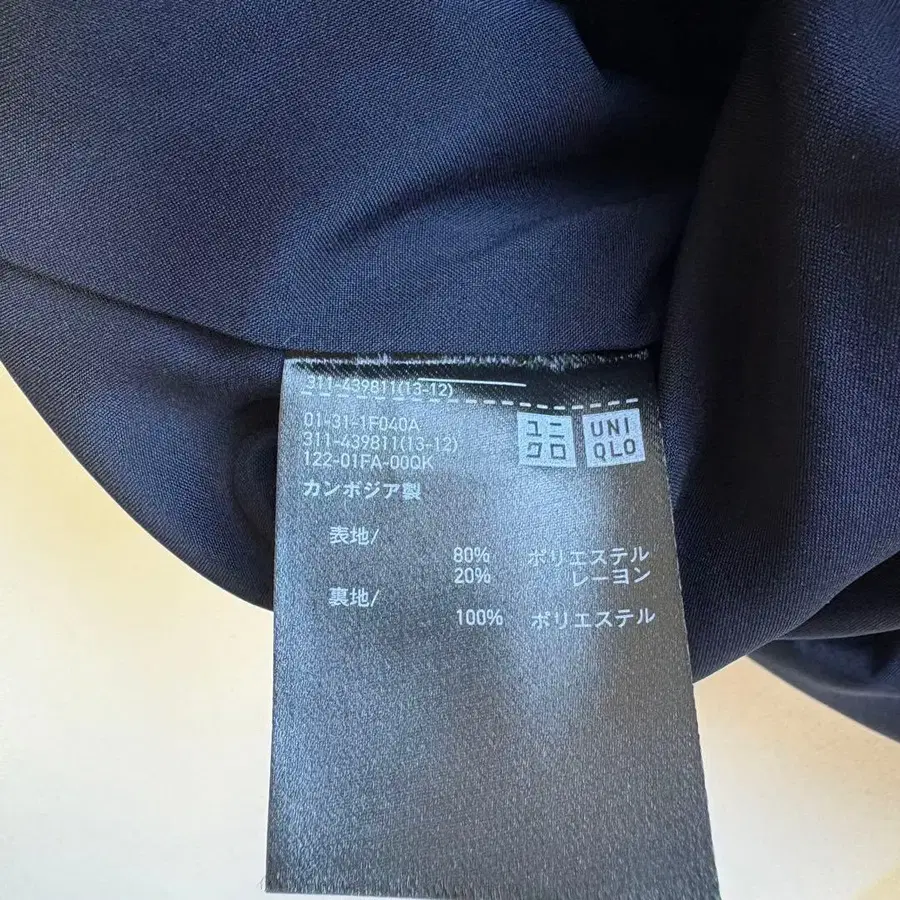 311-439811(13-12)
01-31-1F040A
311-439811(13-12)
122-01FA-00QK
ユニ
クロ
UNI
QLO
カンボジア製
表地/
80% ポリエステル
20% レーヨン
裏地/
100% ポリエステル